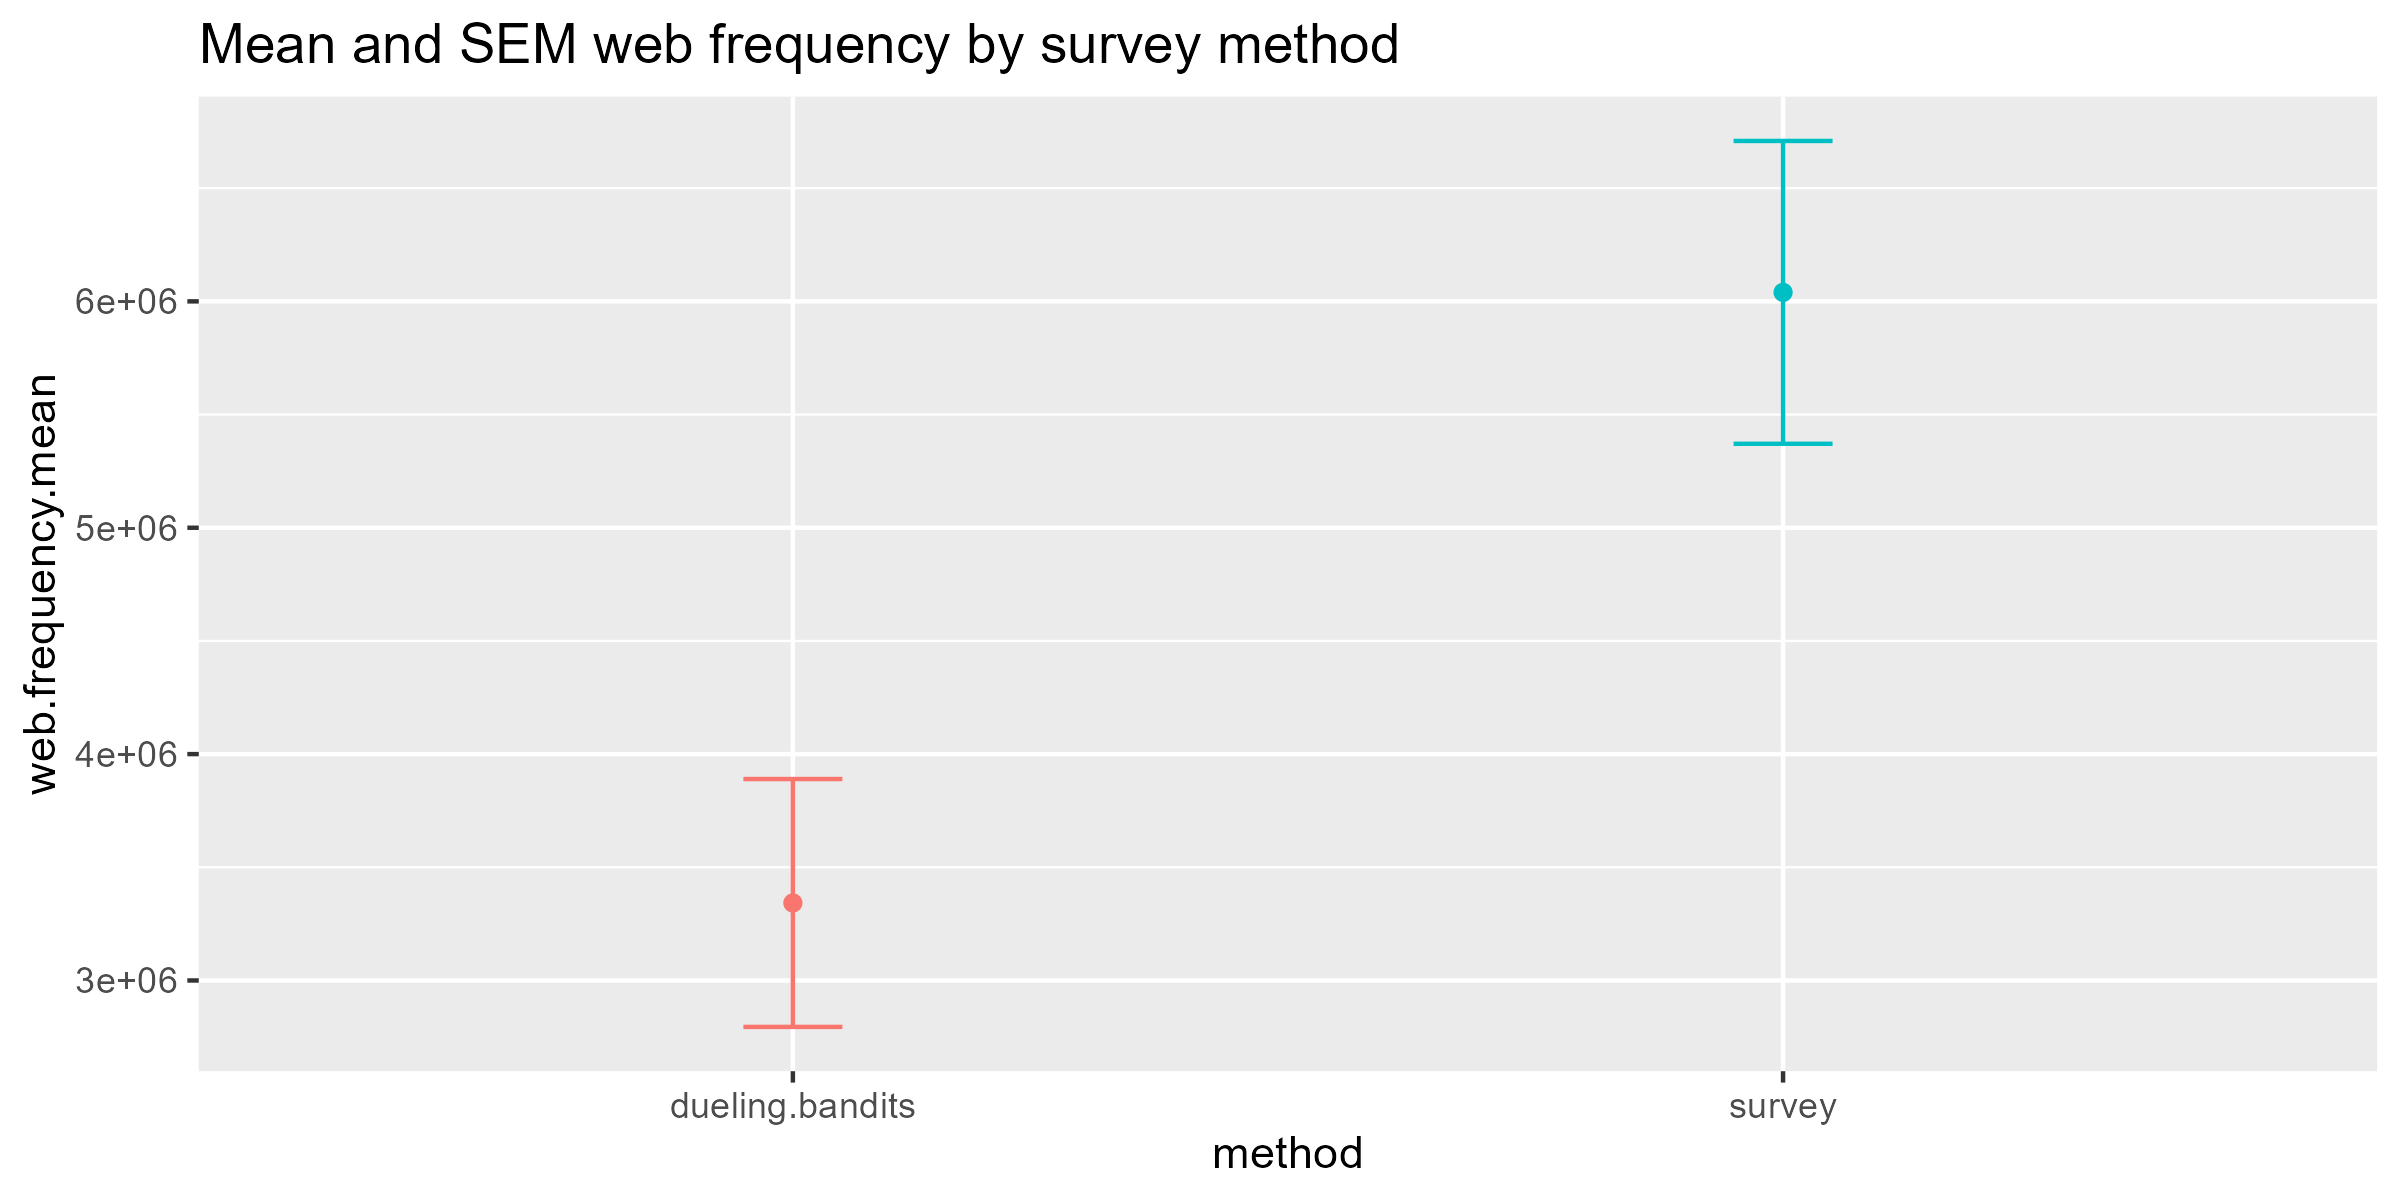 Mean and SEM web frequency by survey method
web.frequency.mean
6e+06
5e+06
4e+06
3e+06
dueling.bandits
survey
method